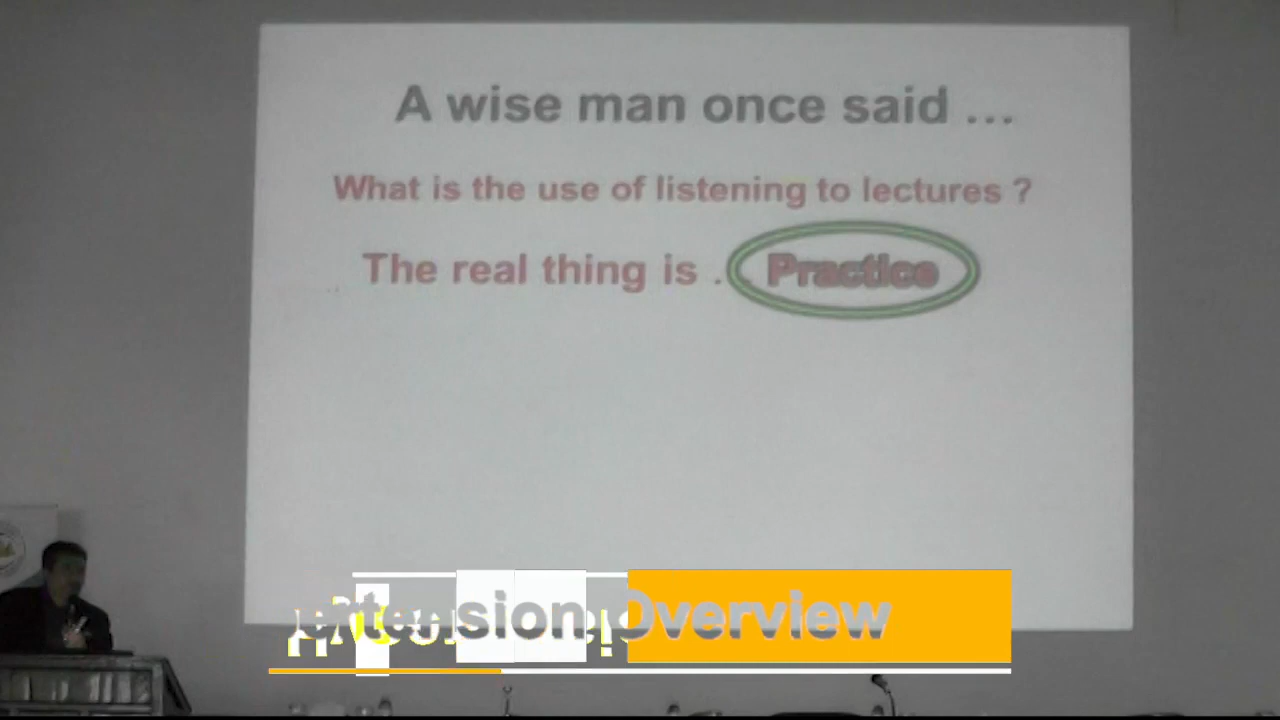 A wise man once said ...
What is the use of listening to lectures ?
The real thing is . Practice
Overview